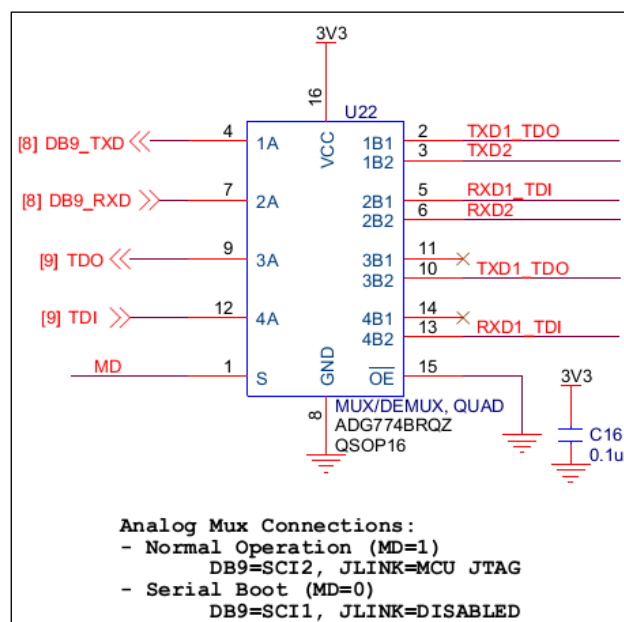 3V3
16
U22
[8] DB9_TXD 4 1A VCC 1B1 2 TXD1_TDO
1B2 3 TXD2
[8] DB9_RXD 7 2A 2B1 5 RXD1_TDI
2B2 6 RXD2
[9] TDO 9 3A 3B1 11
3B2 10 TXD1_TDO
[9] TDI 12 4A 4B1 14
4B2 13 RXD1_TDI
MD 1 S GND OE 15
8
3V3
MUX/DEMUX, QUAD
ADG774BRQZ
QSOP16
C16
0.1u
Analog Mux Connections:
- Normal Operation (MD=1)
DB9=SCI2, JLINK=MCU JTAG
- Serial Boot (MD=0)
DB9=SCI1, JLINK=DISABLED